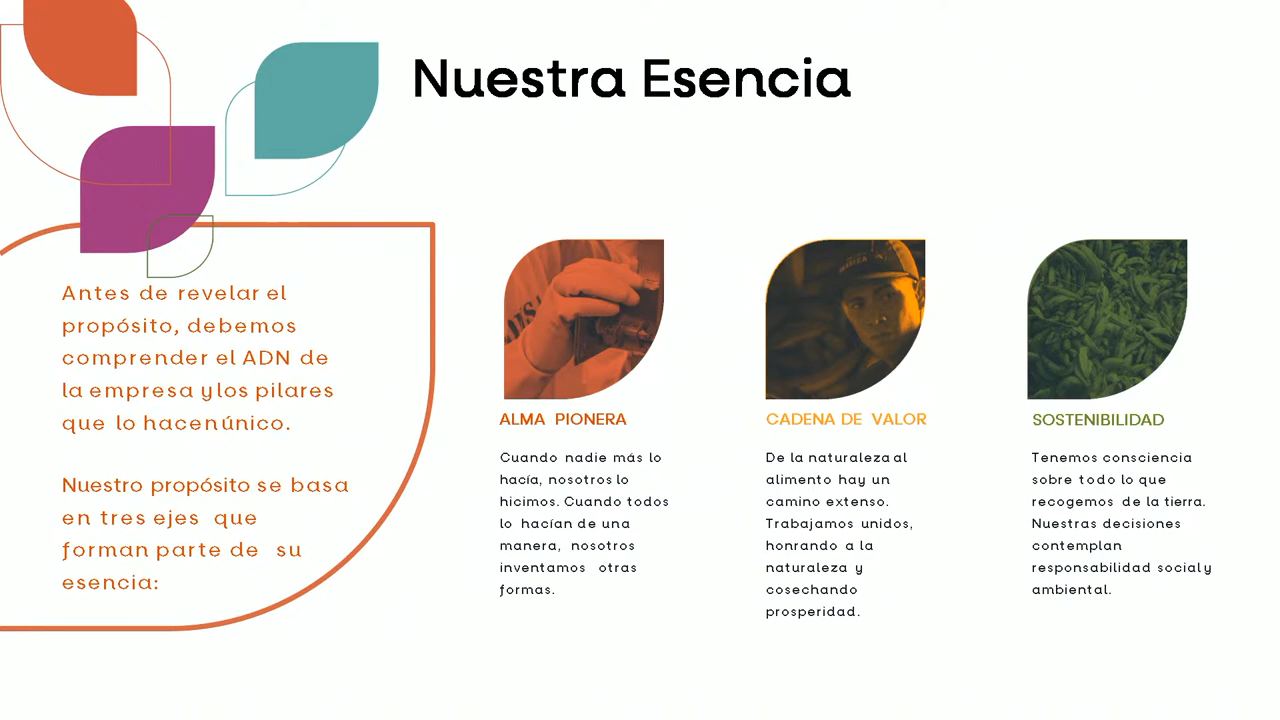 Nuestra Esencia
Antes de revelar el
propósito, debemos
comprender el ADN de
la empresa y los pilares
que lo hacen único.
Nuestro propósito se basa
en tres ejes que
forman parte de su
esencia:
ALMA PIONERA
Cuando nadie más lo
hacía, nosotros lo
hicimos. Cuando todos
lo hacían de una
manera, nosotros
inventamos otras
formas.
CADENA DE VALOR
De la naturaleza al
alimento hay un
camino extenso.
Trabajamos unidos,
honrando a la
naturaleza y
cosechando
prosperidad.
SOSTENIBILIDAD
Tenemos consciencia
sobre todo lo que
recogemos de la tierra.
Nuestras decisiones
contemplan
responsabilidad social y
ambiental.